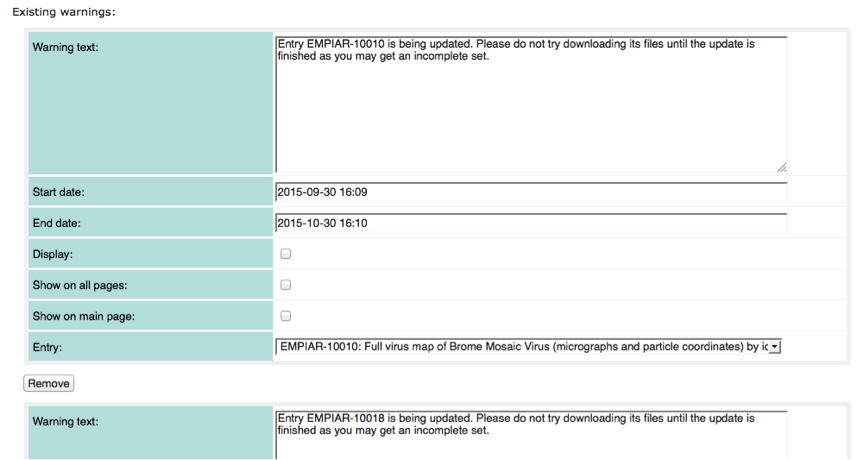 Existing warnings:
Warning text:
Entry EMPIAR-10010 is being updated. Please do not try downloading its files until the update is
finished as you may get an incomplete set.
Start date:
2015-09-30 16:09
End date:
2015-10-30 16:10
Display:
Show on all pages:
Show on main page:
Entry:
EMPIAR-10010: Full virus map of Brome Mosaic Virus (micrographs and particle coordinates) by
Remove
Warning text:
Entry EMPIAR-10018 is being updated. Please do not try downloading its files until the update is
finished as you may get an incomplete set.